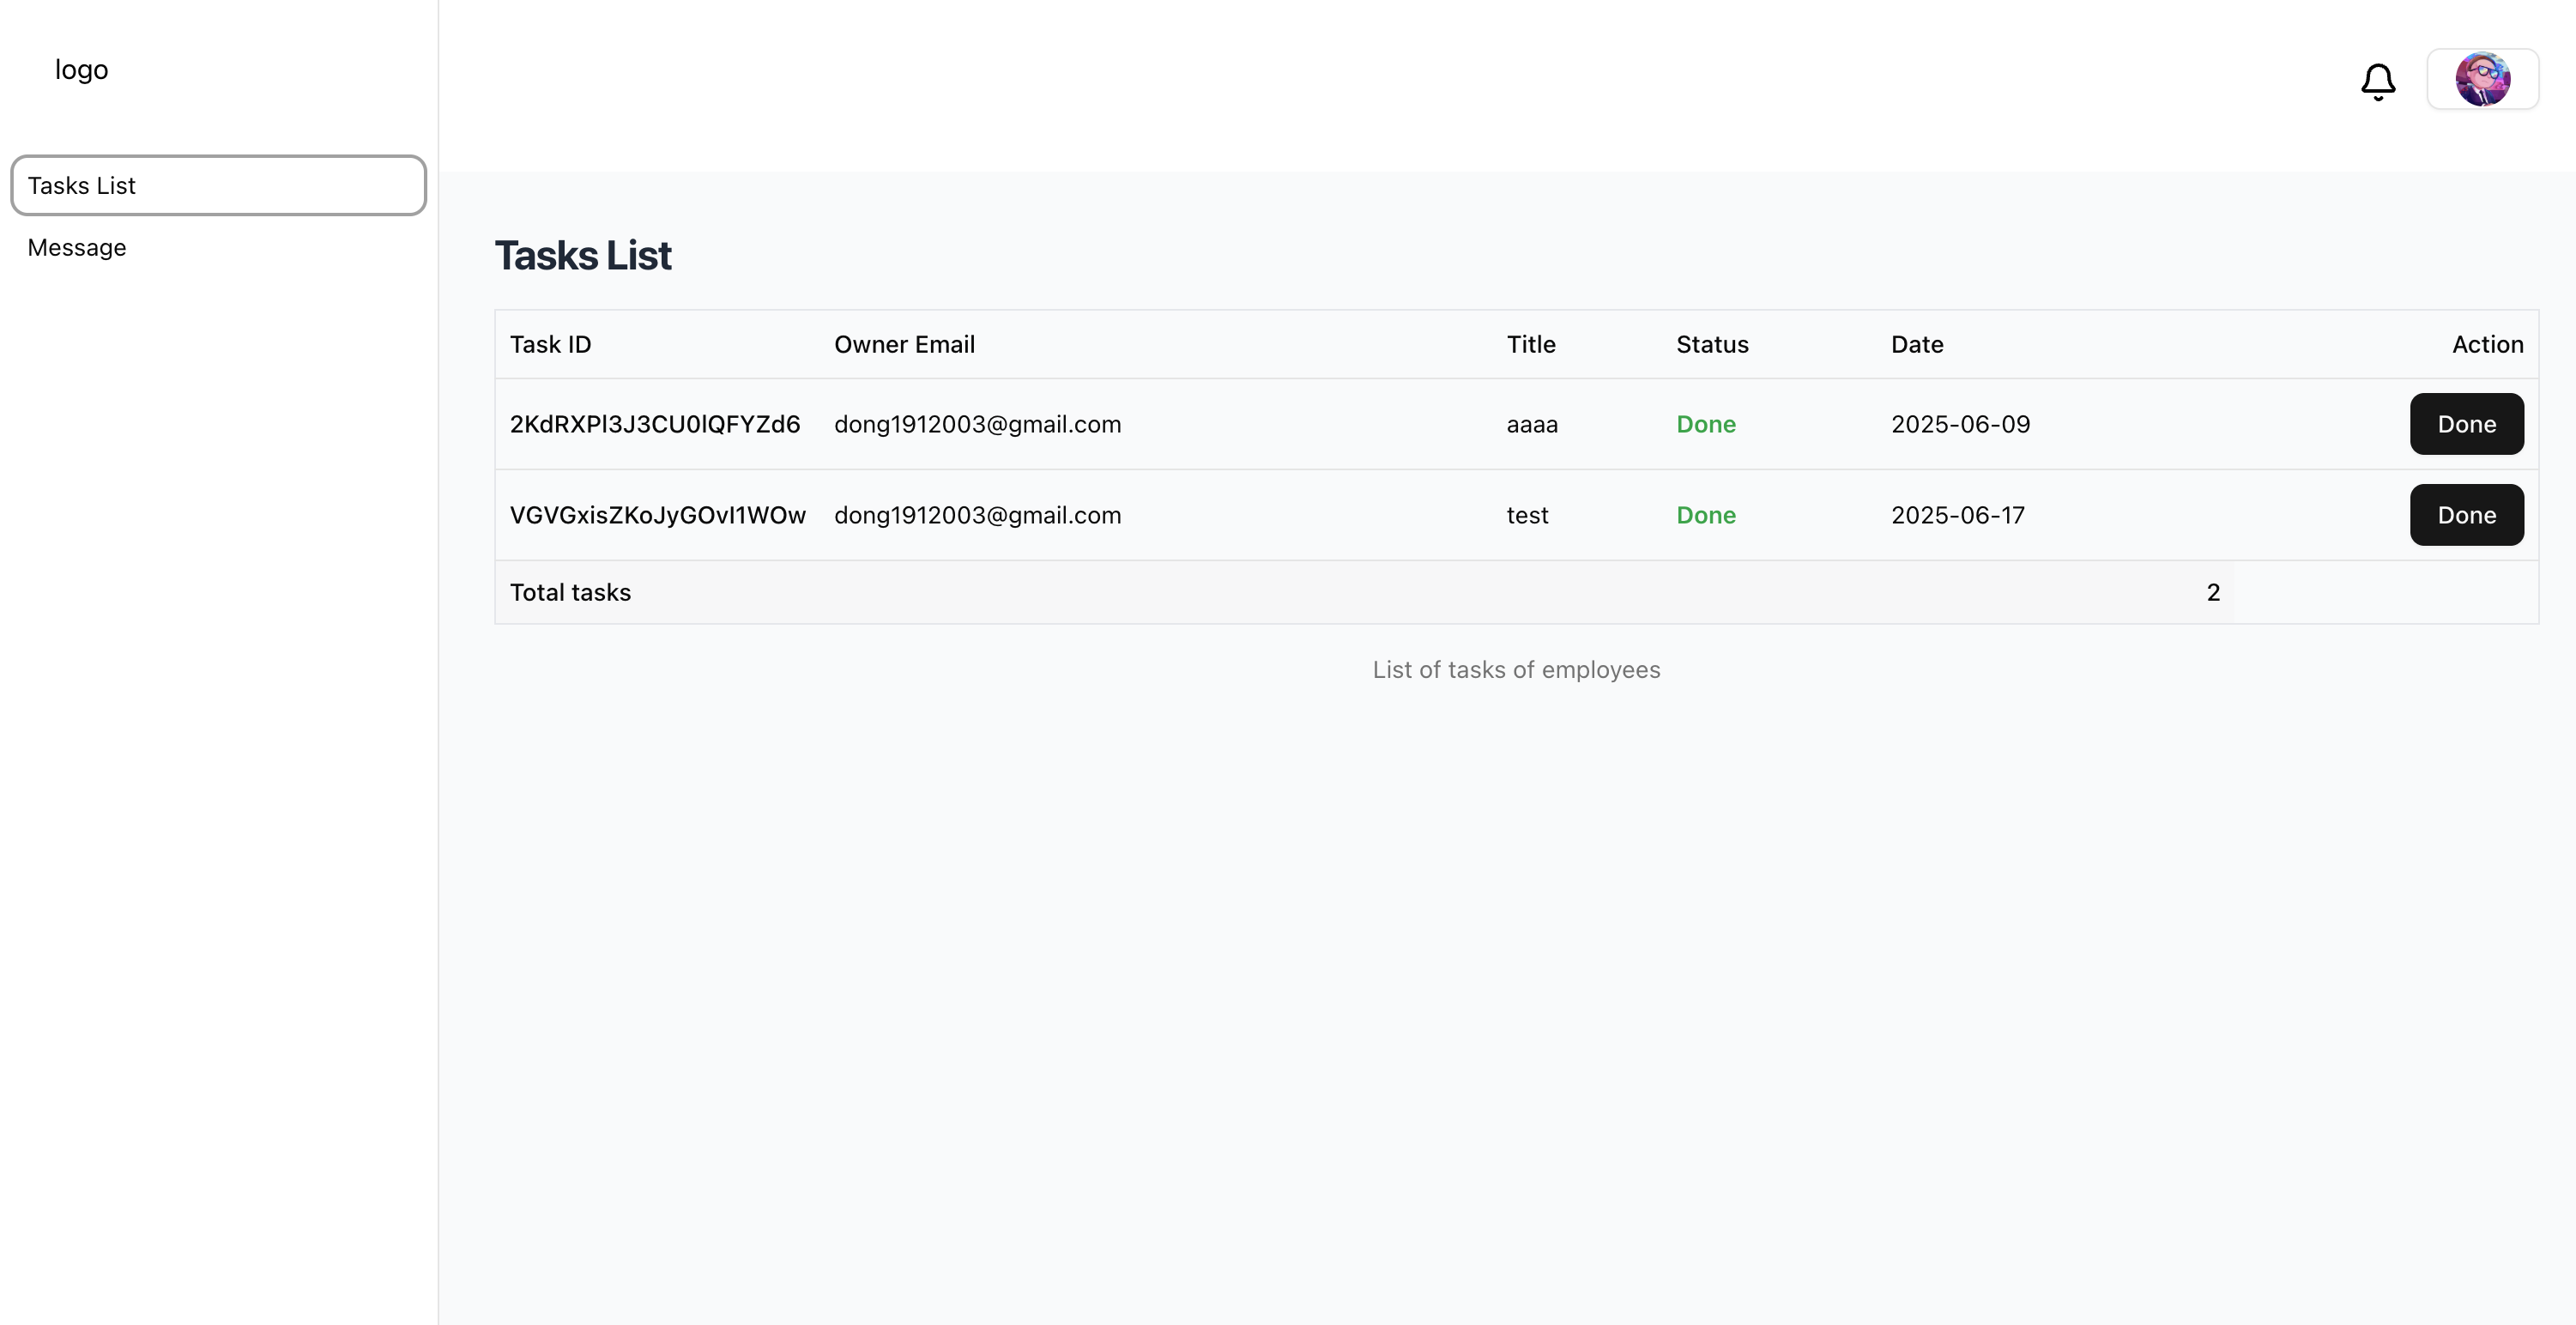 logo
Tasks List
Message
Tasks List
Task ID Owner Email Title Status Date Action
2KdRXPl3J3CU0lQFYZd6 dong1912003@gmail.com aaaa Done 2025-06-09 Done
VGVGxisZKoJyGOvI1WOw dong1912003@gmail.com test Done 2025-06-17 Done
Total tasks 2
List of tasks of employees